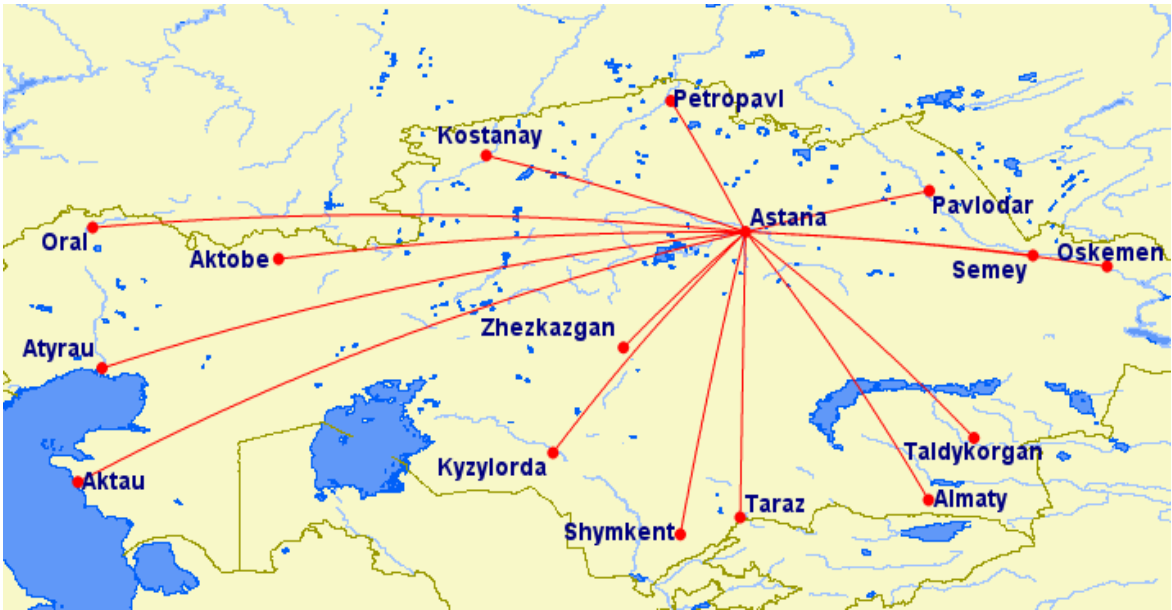 Petropavl
Kostanay
Pavlodar
Astana
Oral
Aktobe
Semey
Oskemen
Zhezkazgan
Atyrau
Taldykorgan
Kyzylorda
Aktau
Almaty
Taraz
Shymkent